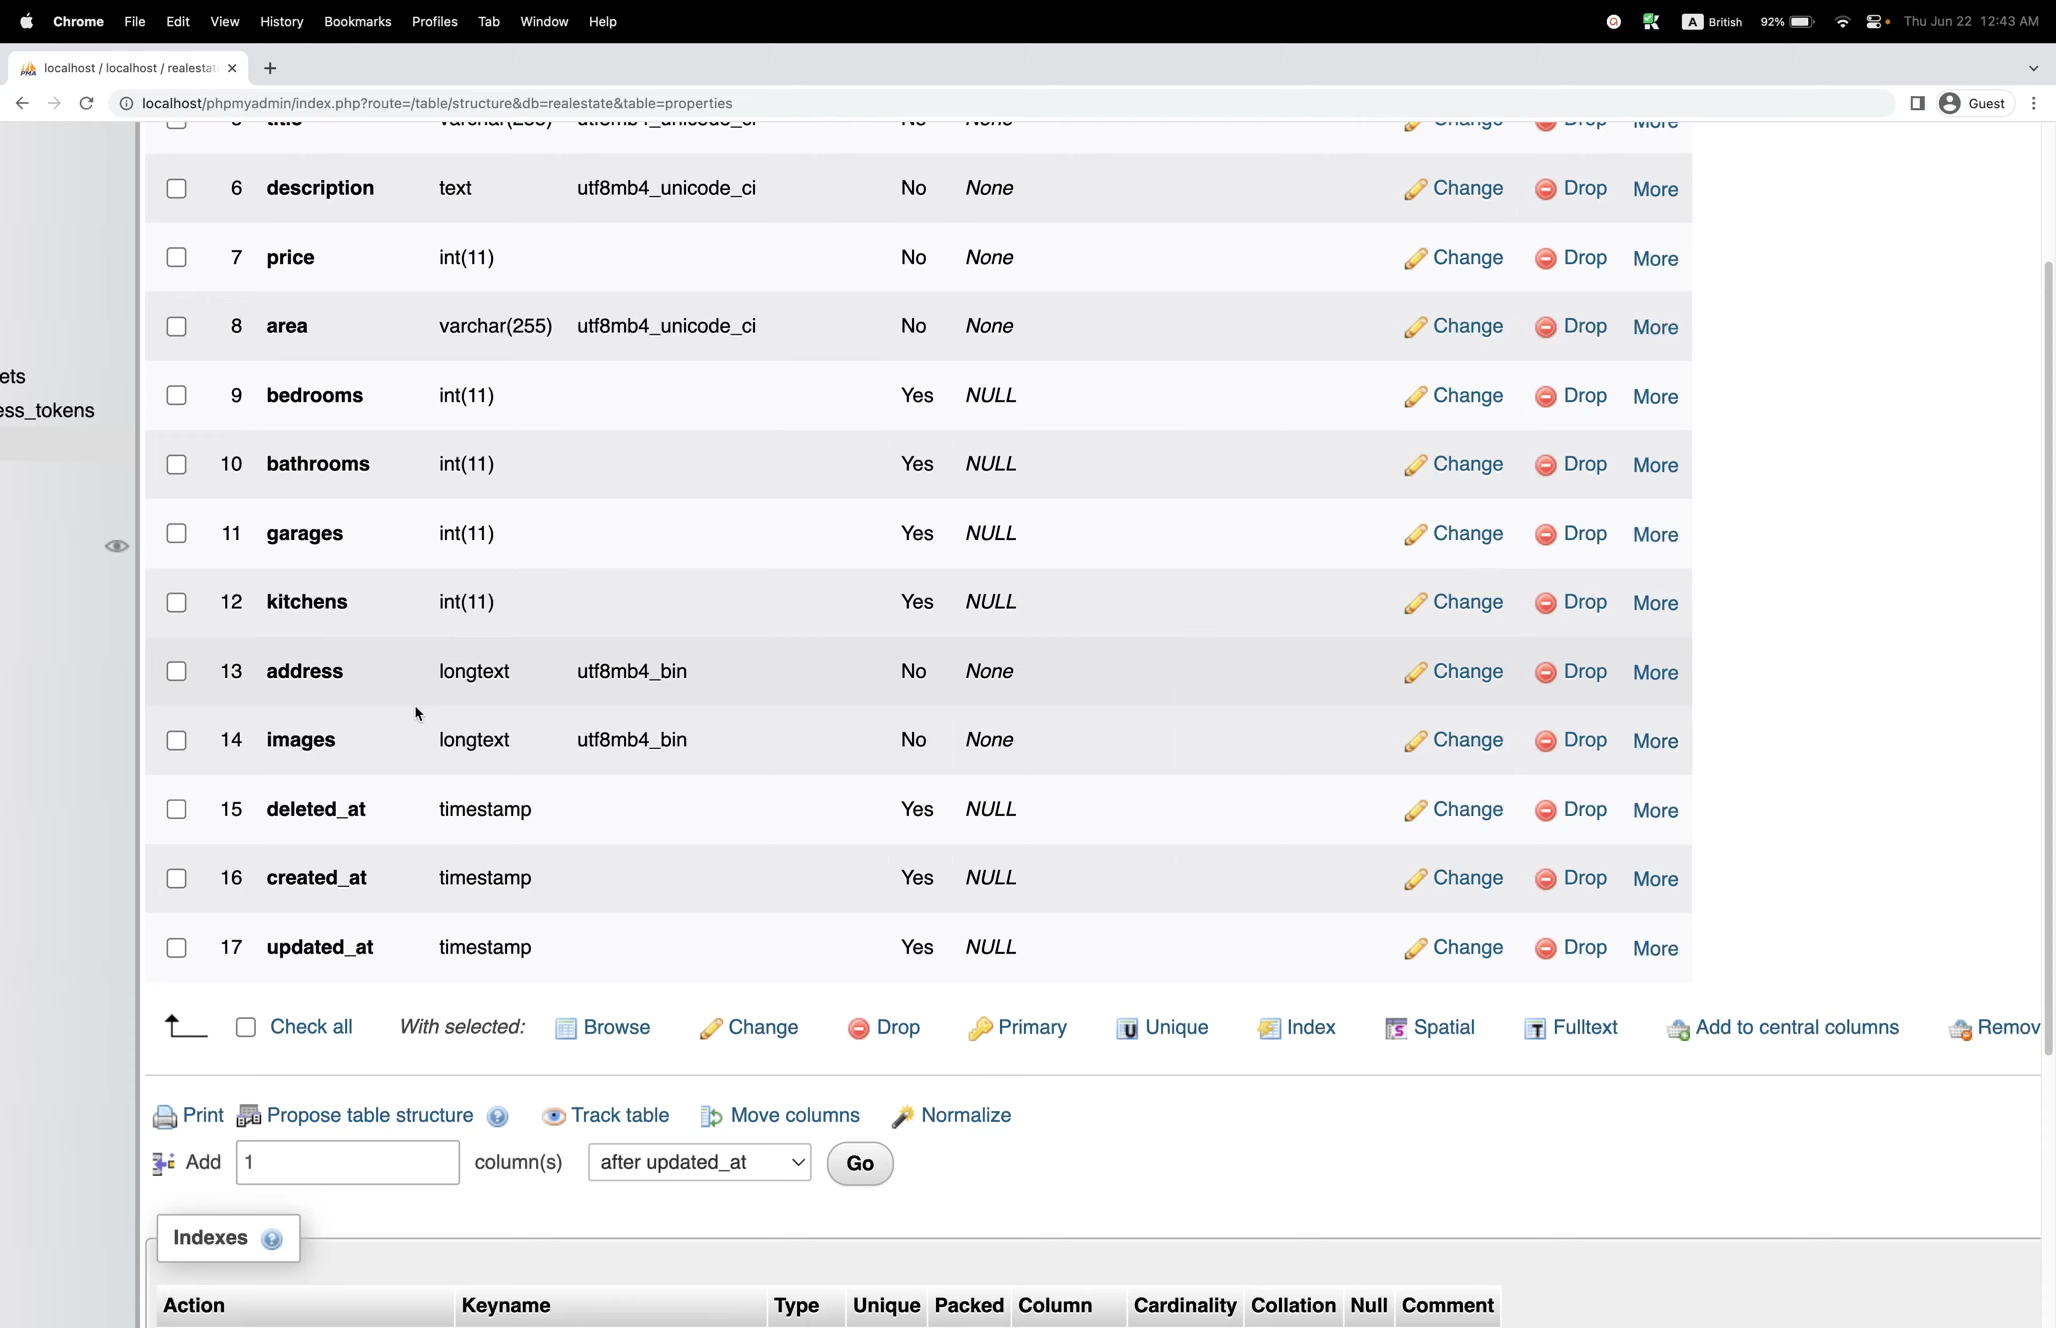 Chrome File Edit View History Bookmarks Profiles Tab Window Help A British 92% Thu Jun 22 12:43 AM
localhost / localhost / realestat
localhost/phpmyadmin/index.php?route=/table/structure&db=realestate&table=properties Guest
title varchar(255) utf8mb4_unicode_ci No None Change Drop More
6 description text utf8mb4_unicode_ci No None Change Drop More
7 price int(11) No None Change Drop More
8 area varchar(255) utf8mb4_unicode_ci No None Change Drop More
ets
9 bedrooms int(11) Yes NULL Change Drop More
ess_tokens
10 bathrooms int(11) Yes NULL Change Drop More
11 garages int(11) Yes NULL Change Drop More
12 kitchens int(11) Yes NULL Change Drop More
13 address longtext utf8mb4_bin No None Change Drop More
14 images longtext utf8mb4_bin No None Change Drop More
15 deleted_at timestamp Yes NULL Change Drop More
16 created_at timestamp Yes NULL Change Drop More
17 updated_at timestamp Yes NULL Change Drop More
Check all With selected: Browse Change Drop Primary Unique Index Spatial Fulltext Add to central columns Remov
Print Propose table structure Track table Move columns Normalize
Add 1 column(s) after updated_at Go
Indexes
Action Keyname Type Unique Packed Column Cardinality Collation Null Comment